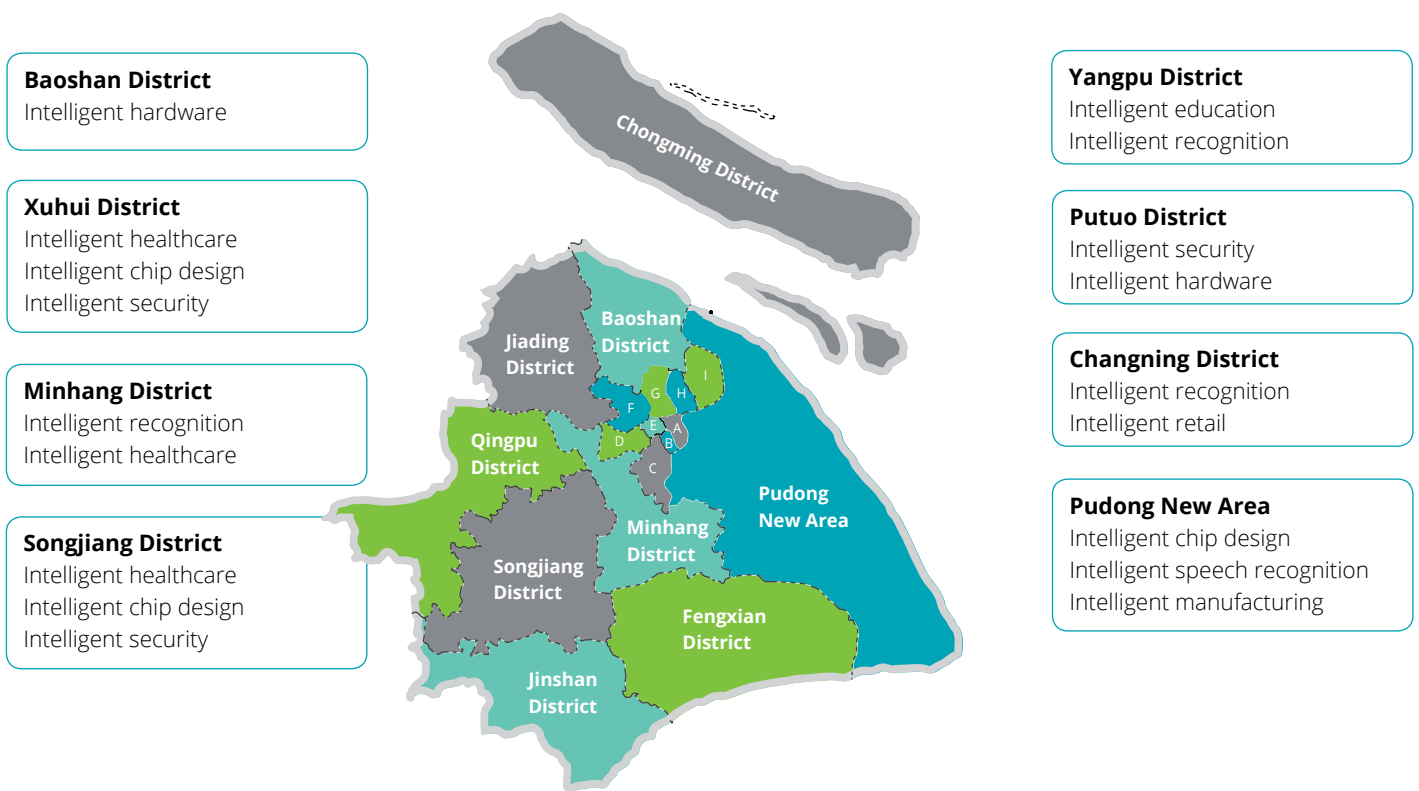 Baoshan District
Intelligent hardware
Xuhui District
Intelligent healthcare
Intelligent chip design
Intelligent security
Minhang District
Intelligent recognition
Intelligent healthcare
Songjiang District
Intelligent healthcare
Intelligent chip design
Intelligent security
Chongming District
Jiading
District
Baoshan
District
I
G
H
F
E
A
D
B
C
Qingpu
District
Pudong
New Area
Minhang
District
Songjiang
District
Fengxian
District
Jinshan
District
Yangpu District
Intelligent education
Intelligent recognition
Putuo District
Intelligent security
Intelligent hardware
Changning District
Intelligent recognition
Intelligent retail
Pudong New Area
Intelligent chip design
Intelligent speech recognition
Intelligent manufacturing